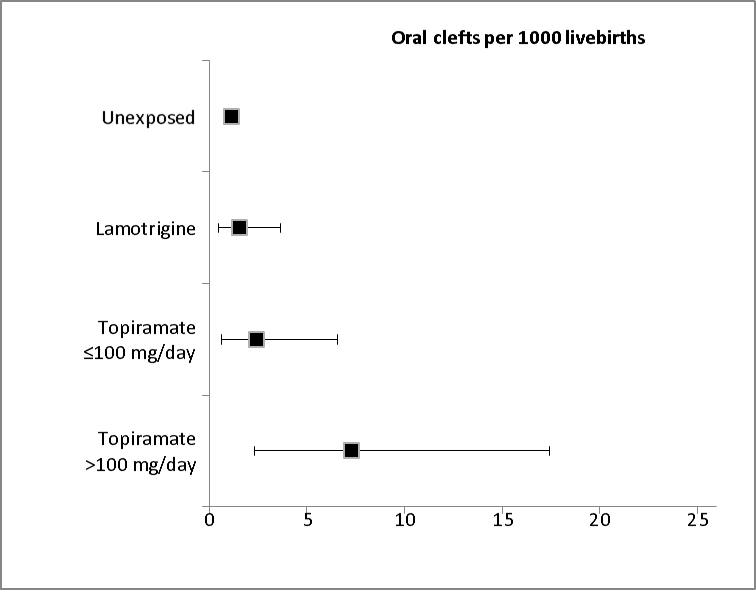 Oral clefts per 1000 livebirths
Unexposed
Lamotrigine
Topiramate
≤100 mg/day
Topiramate
>100 mg/day
0 5 10 15 20 25